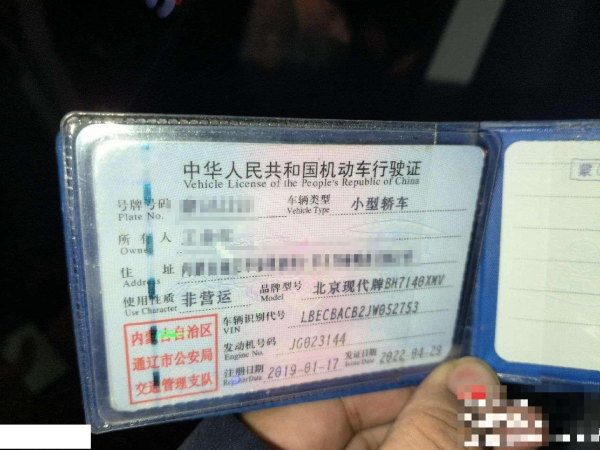 中华人民共和国机动车行驶证
Vehicle License of the People's Republic of China
号牌号码
Plate No.
车辆类型 小型轿车
Vehicle Type
所有人
Owner
住址
Address
使用性质 非营运
Use Character
品牌型号 北京现代牌BH7140XMV
Model
车辆识别代号 LBECBACB2JW052753
VIN
发动机号码 JG023144
Engine No.
注册日期 2019-01-17 发证日期 2022-04-29
Register Date Issue Date
内蒙古自治区
通辽市公安局
交通管理支队
蒙